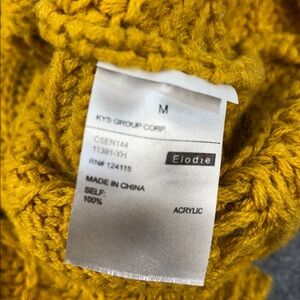 M
KYS GROUP CORP.
CSEN144
11391-YH
Elodie
RN# 124115
MADE IN CHINA
SELF:
100% ACRYLIC